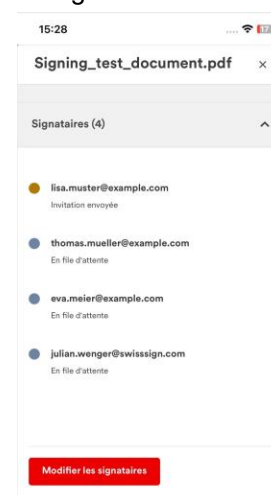 15:28
17
Signing_test_document.pdf
Signataires (4)
lisa.muster@example.com
Invitation envoyée
thomas.mueller@example.com
En file d'attente
eva.meier@example.com
En file d'attente
julian.wenger@swisssign.com
En file d'attente
Modifier les signataires